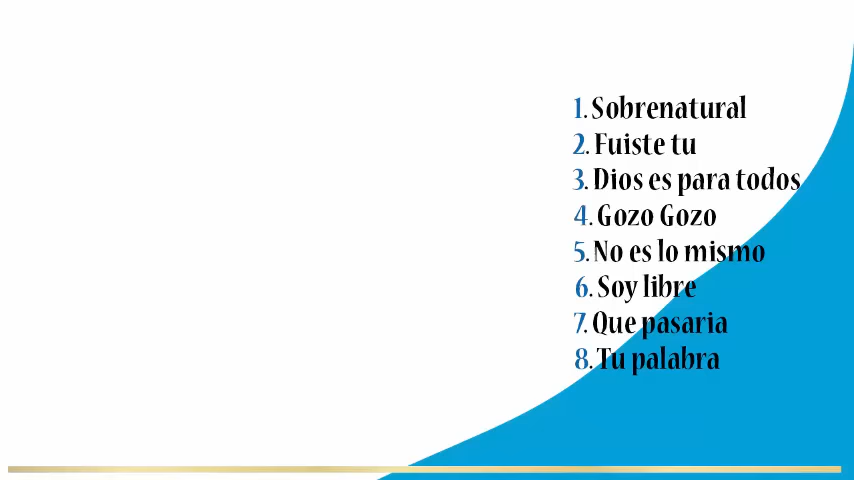 1. Sobrenatural
2. Fuiste tu
3. Dios es para todos
4. Gozo Gozo
5. No es lo mismo
6. Soy libre
7. Que pasaria
8. Tu palabra